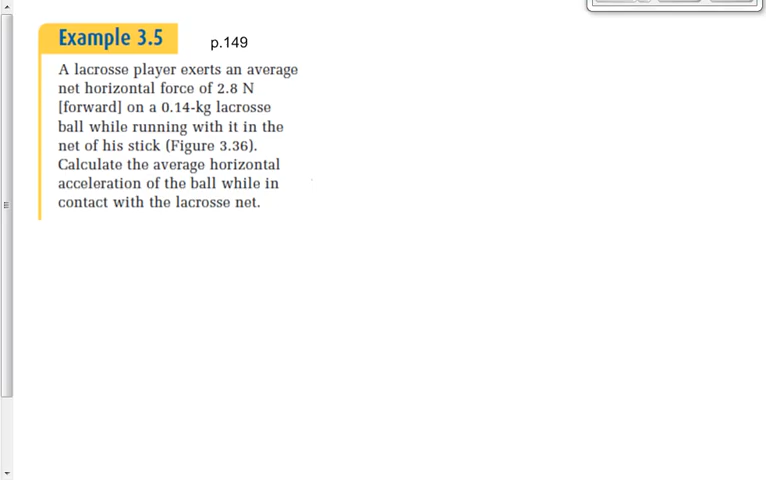 Example 3.5
p.149
A lacrosse player exerts an average
net horizontal force of 2.8 N
[forward] on a 0.14-kg lacrosse
ball while running with it in the
net of his stick (Figure 3.36).
Calculate the average horizontal
acceleration of the ball while in
contact with the lacrosse net.